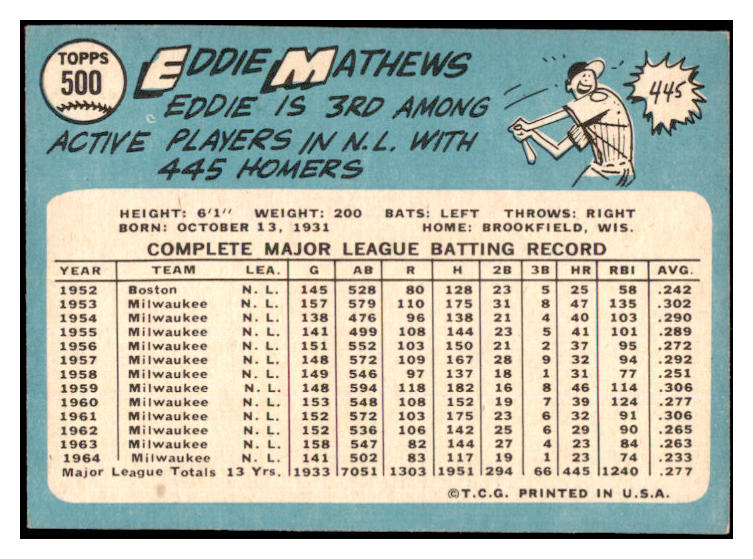 TOPPS
500
EDDIE MATHEWS
EDDIE IS 3RD AMONG
ACTIVE PLAYERS IN N.L. WITH
445 HOMERS
445
HEIGHT: 6'1" WEIGHT: 200 BATS: LEFT THROWS: RIGHT
BORN: OCTOBER 13, 1931 HOME: BROOKFIELD, WIS.
COMPLETE MAJOR LEAGUE BATTING RECORD
YEAR TEAM LEA. G AB R H 2B 3B HR RBI AVG.
1952 Boston N. L. 145 528 80 128 23 5 25 58 .242
1953 Milwaukee N. L. 157 579 110 175 31 8 47 135 .302
1954 Milwaukee N. L. 138 476 96 138 21 4 40 103 .290
1955 Milwaukee N. L. 141 499 108 144 23 5 41 101 .289
1956 Milwaukee N. L. 151 552 103 150 21 2 37 95 .272
1957 Milwaukee N. L. 148 572 109 167 28 9 32 94 .292
1958 Milwaukee N. L. 149 546 97 137 18 1 31 77 .251
1959 Milwaukee N. L. 148 594 118 182 16 8 46 114 .306
1960 Milwaukee N. L. 153 548 108 152 19 7 39 124 .277
1961 Milwaukee N. L. 152 572 103 175 23 6 32 91 .306
1962 Milwaukee N. L. 152 536 106 142 25 6 29 90 .265
1963 Milwaukee N. L. 158 547 82 144 27 4 23 84 .263
1964 Milwaukee N. L. 141 502 83 117 19 1 23 74 .233
Major League Totals 13 Yrs. 1933 7051 1303 1951 294 66 445 1240 .277
©T.C.G. PRINTED IN U.S.A.